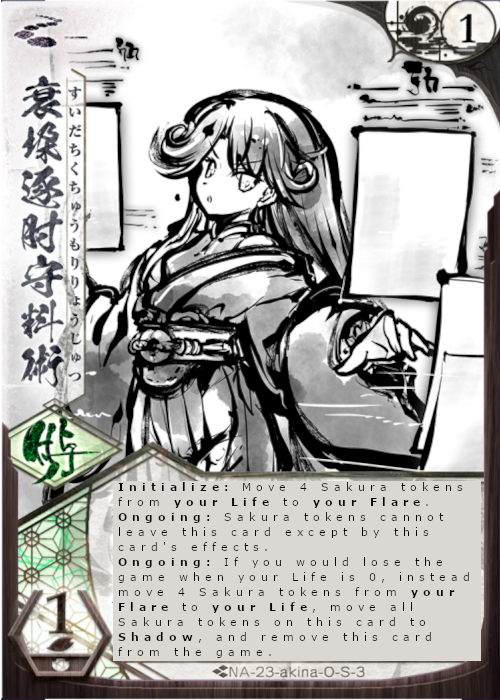 1
衰垛逐肘守料術
すいだちくちゅうもりりょうじゅつ
Initialize: Move 4 Sakura tokens
from your Life to your Flare.
Ongoing: Sakura tokens cannot
leave this card except by this
card's effects.
Ongoing: If you would lose the
game when your Life is 0, instead
move 4 Sakura tokens from your
Flare to your Life, move all
Sakura tokens on this card to
Shadow, and remove this card
from the game.
1
NA-23-akina-O-S-3